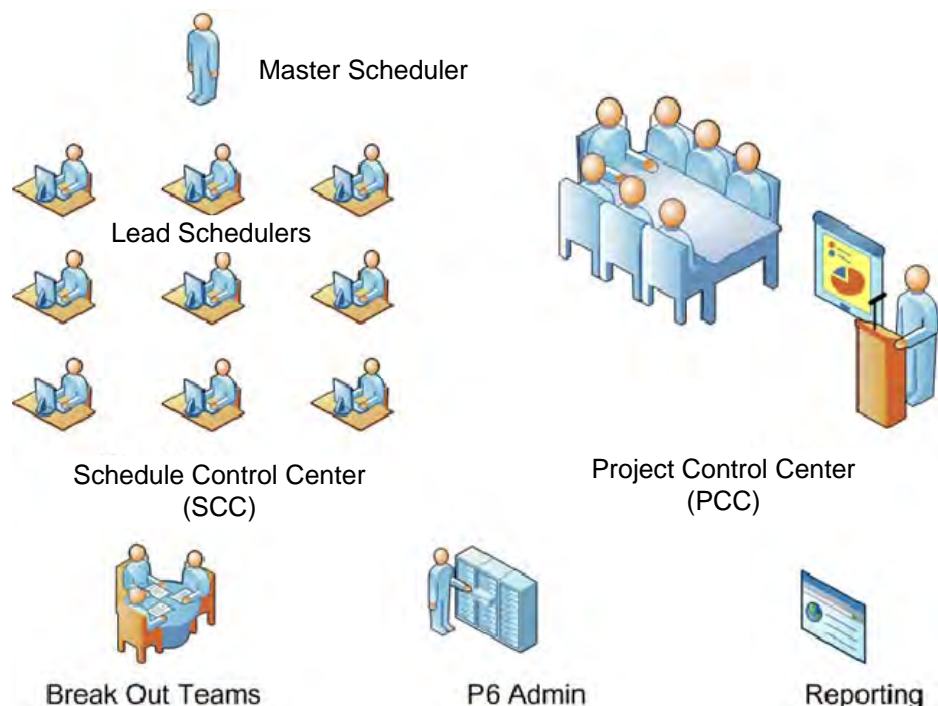 Master Scheduler
Lead Schedulers
Schedule Control Center
(SCC)
Project Control Center
(PCC)
Break Out Teams
P6 Admin
Reporting